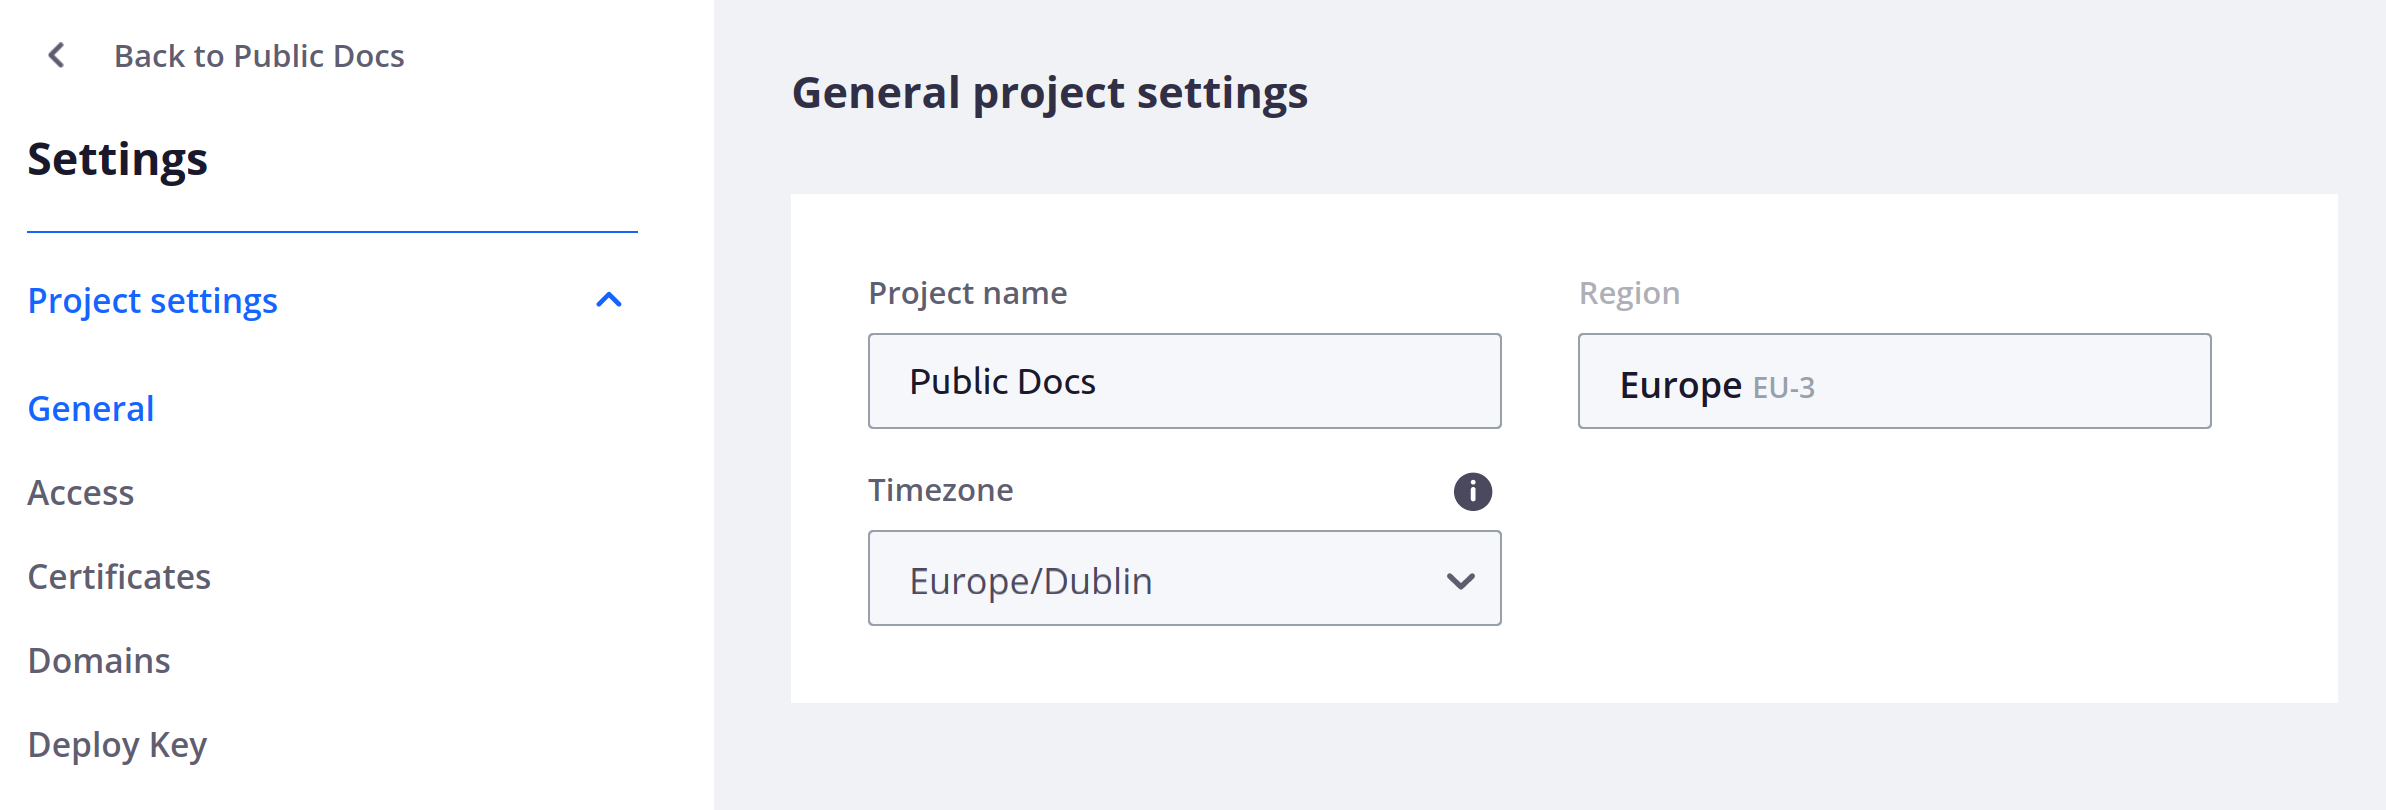 Back to Public Docs
Settings
Project settings
General
Access
Certificates
Domains
Deploy Key
General project settings
Project name
Public Docs
Region
Europe EU-3
Timezone
Europe/Dublin